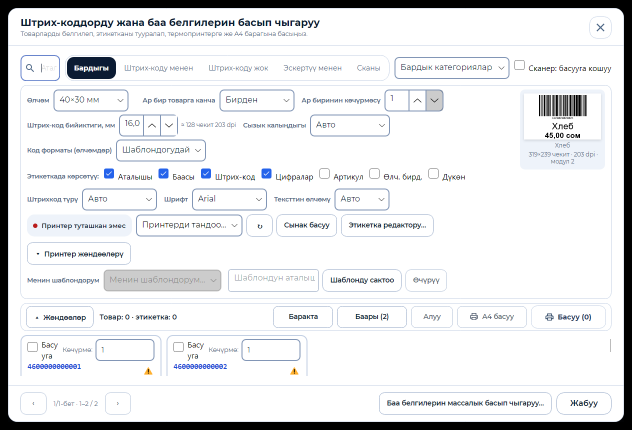 Штрих-коддорду жана баа белгилерин басып чыгаруу
Товарларды белгилеп, этикетканы тууралап, термопринтерге же А4 барагына басыңыз.
Бардыгы Штрих-коду менен Штрих-коду жок Эскертүү менен Сканы Бардык категориялар Сканер: басууга кошуу
Өлчөм 40×30 мм Ар бир товарга канча Бирден Ар биринин көчүрмөсү 1
Штрих-код бийиктиги, мм 16,0 = 128 чекит 203 dpi Сызык калыңдыгы Авто
Код форматы (өлчөмдөр) Шаблондогудай
Этикеткада көрсөтүү: Аталышы Баасы Штрих-код Цифралар Артикул Өлч. бирд. Дүкөн
Штрихкод түрү Авто Шрифт Arial Тексттин өлчөмү Авто
Принтер туташкан эмес Принтерди тандоо... ↻ Сынак басуу Этикетка редактору...
Принтер жөндөөлөрү
Менин шаблондорум Менин шаблондорум... Шаблондун аталыш Шаблонду сактоо Өчүрүү
Хлеб
45,00 сом
Хлеб
319×239 чекит · 203 dpi ·
модул 2
Жөндөөлөр Товар: 0 · этикетка: 0 Баракта Баары (2) Алуу А4 басуу Басуу (0)
Басу
уга Көчүрмө: 1
4600000000001
Басу
уга Көчүрмө: 1
4600000000002
‹ 1/1-бет · 1–2 / 2 › Баа белгилерин массалык басып чыгаруу... Жабуу